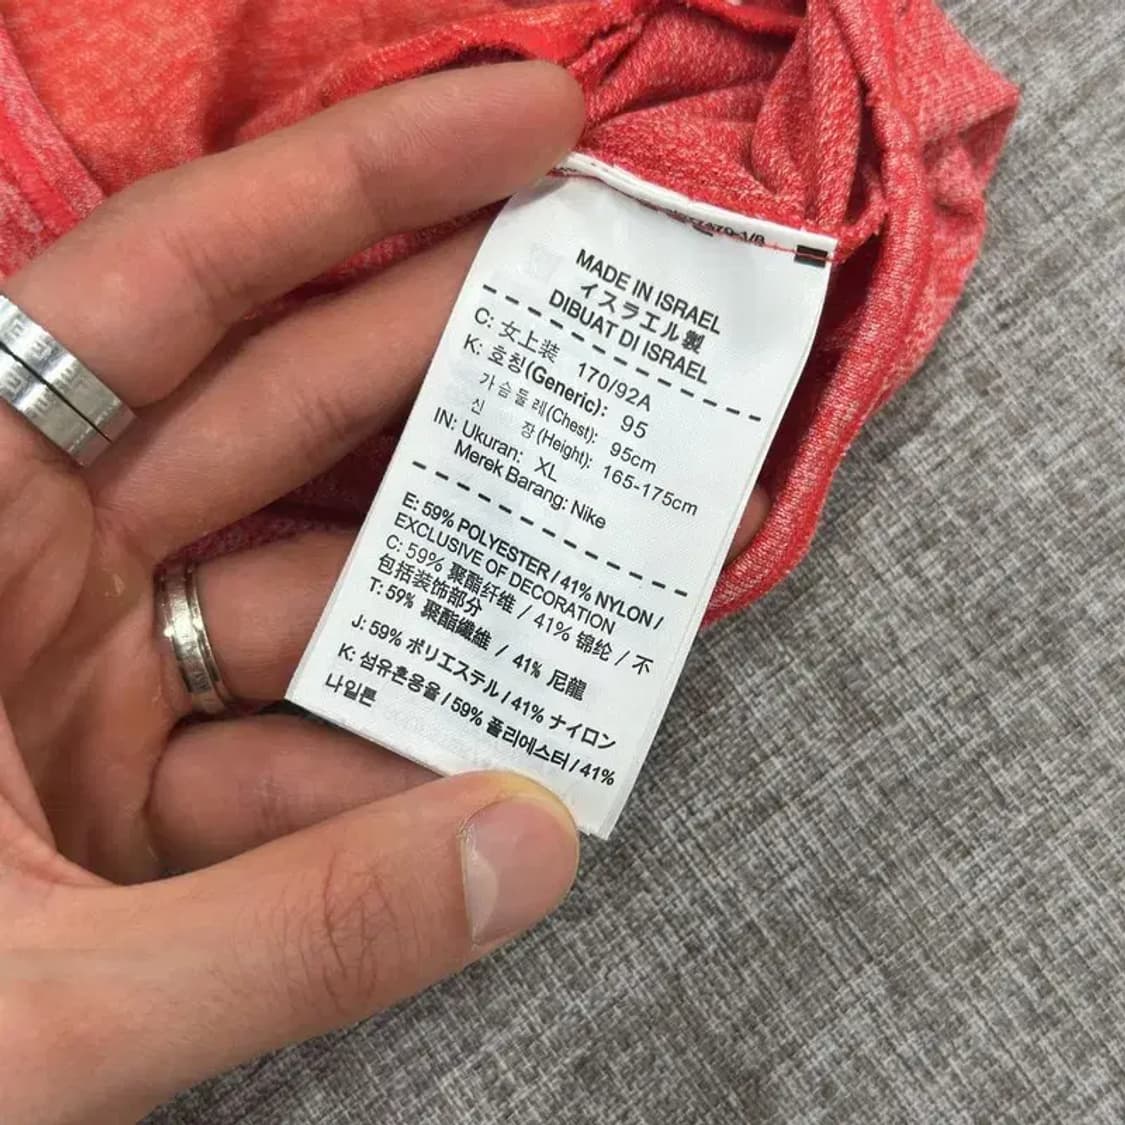 MADE IN ISRAEL
イスラエル製
DIBUAT DI ISRAEL
C: 女上装 170/92A
K: 호칭(Generic): 95
가슴둘레(Chest): 95cm
신 장(Height): 165-175cm
IN: Ukuran: XL
Merek Barang: Nike
E: 59% POLYESTER / 41% NYLON /
EXCLUSIVE OF DECORATION
C: 59% 聚酯纤维 / 41% 锦纶 / 不
包括装饰部分
T: 59% 聚酯纖維 / 41% 尼龍
J: 59% ポリエステル / 41% ナイロン
K: 섬유혼용율 / 59% 폴리에스터 / 41%
나일론